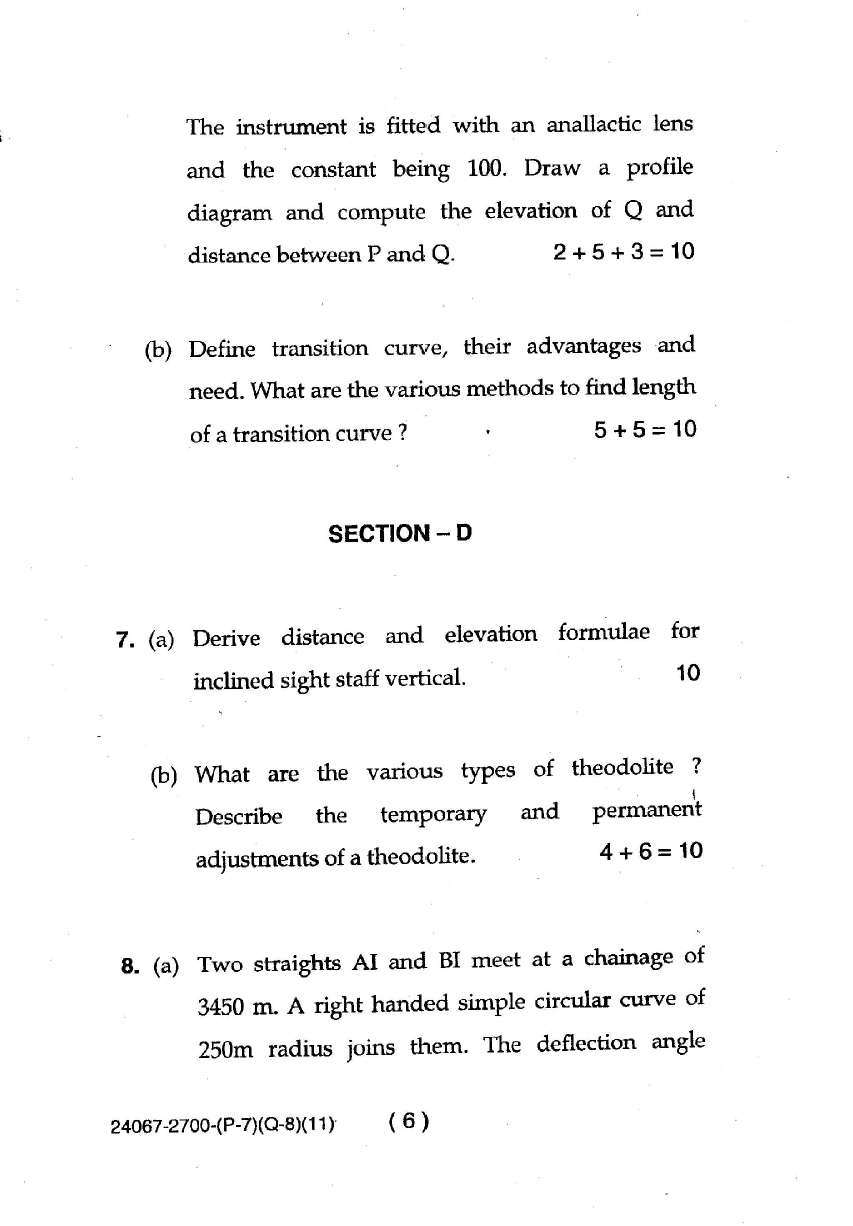 The instrument is fitted with an anallactic lens
and the constant being 100. Draw a profile
diagram and compute the elevation of Q and
distance between P and Q. 2 + 5 + 3 = 10
(b) Define transition curve, their advantages and
need. What are the various methods to find length
of a transition curve ? 5 + 5 = 10
SECTION – D
7. (a) Derive distance and elevation formulae for
inclined sight staff vertical. 10
(b) What are the various types of theodolite ?
Describe the temporary and permanent
adjustments of a theodolite. 4 + 6 = 10
8. (a) Two straights AI and BI meet at a chainage of
3450 m. A right handed simple circular curve of
250m radius joins them. The deflection angle
24067-2700-(P-7)(Q-8)(11) ( 6 )